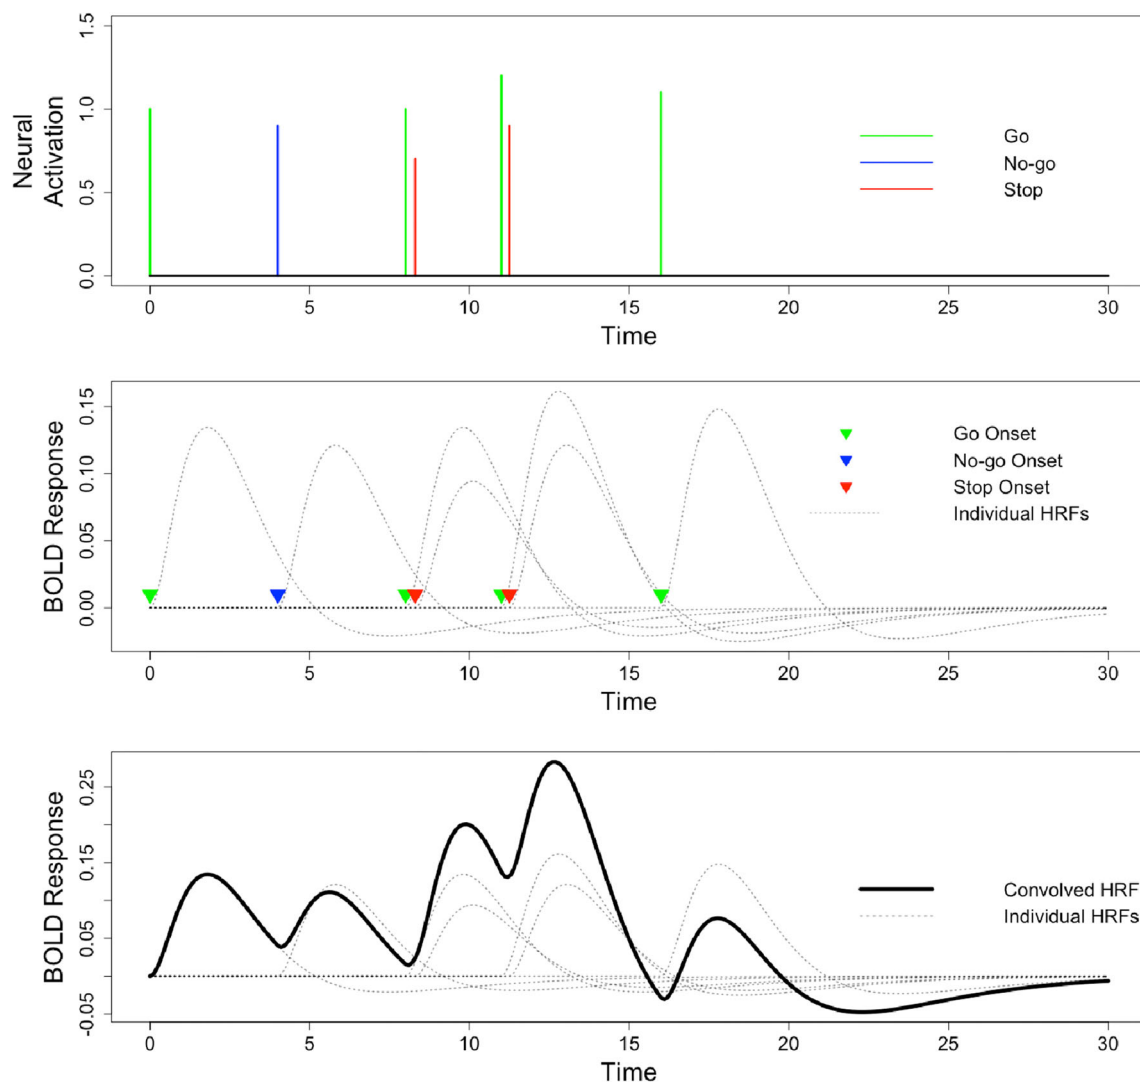 Neural
Activation
1.5
1.0
0.5
0.0
Go
No-go
Stop
0 5 10 15 20 25 30
Time
BOLD Response
0.15
0.10
0.05
0.00
Go Onset
No-go Onset
Stop Onset
Individual HRFs
0 5 10 15 20 25 30
Time
BOLD Response
0.25
0.15
0.05
-0.05
Convolved HRF
Individual HRFs
0 5 10 15 20 25 30
Time